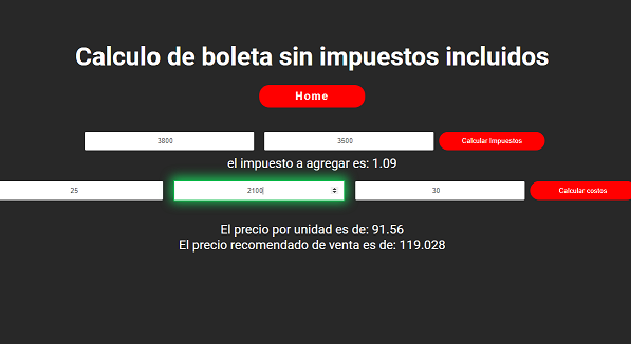 Calculo de boleta sin impuestos incluidos
Home
3800 3500 Calcular Impuestos
el impuesto a agregar es: 1.09
25 2100 30 Calcular costos
El precio por unidad es de: 91.56
El precio recomendado de venta es de: 119.028